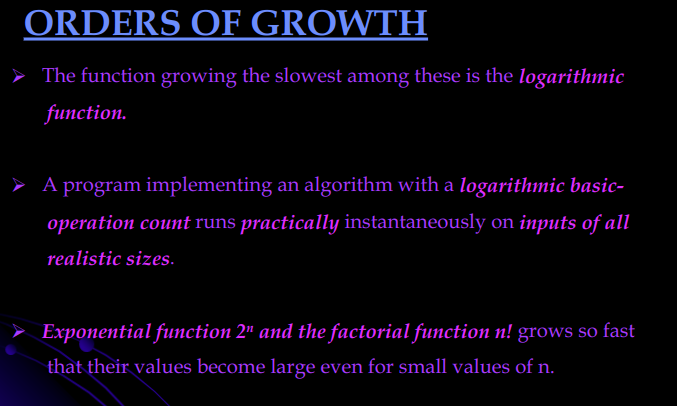 ORDERS OF GROWTH
➤ The function growing the slowest among these is the logarithmic
function.
➤ A program implementing an algorithm with a logarithmic basic-
operation count runs practically instantaneously on inputs of all
realistic sizes.
➤ Exponential function 2ⁿ and the factorial function n! grows so fast
that their values become large even for small values of n.